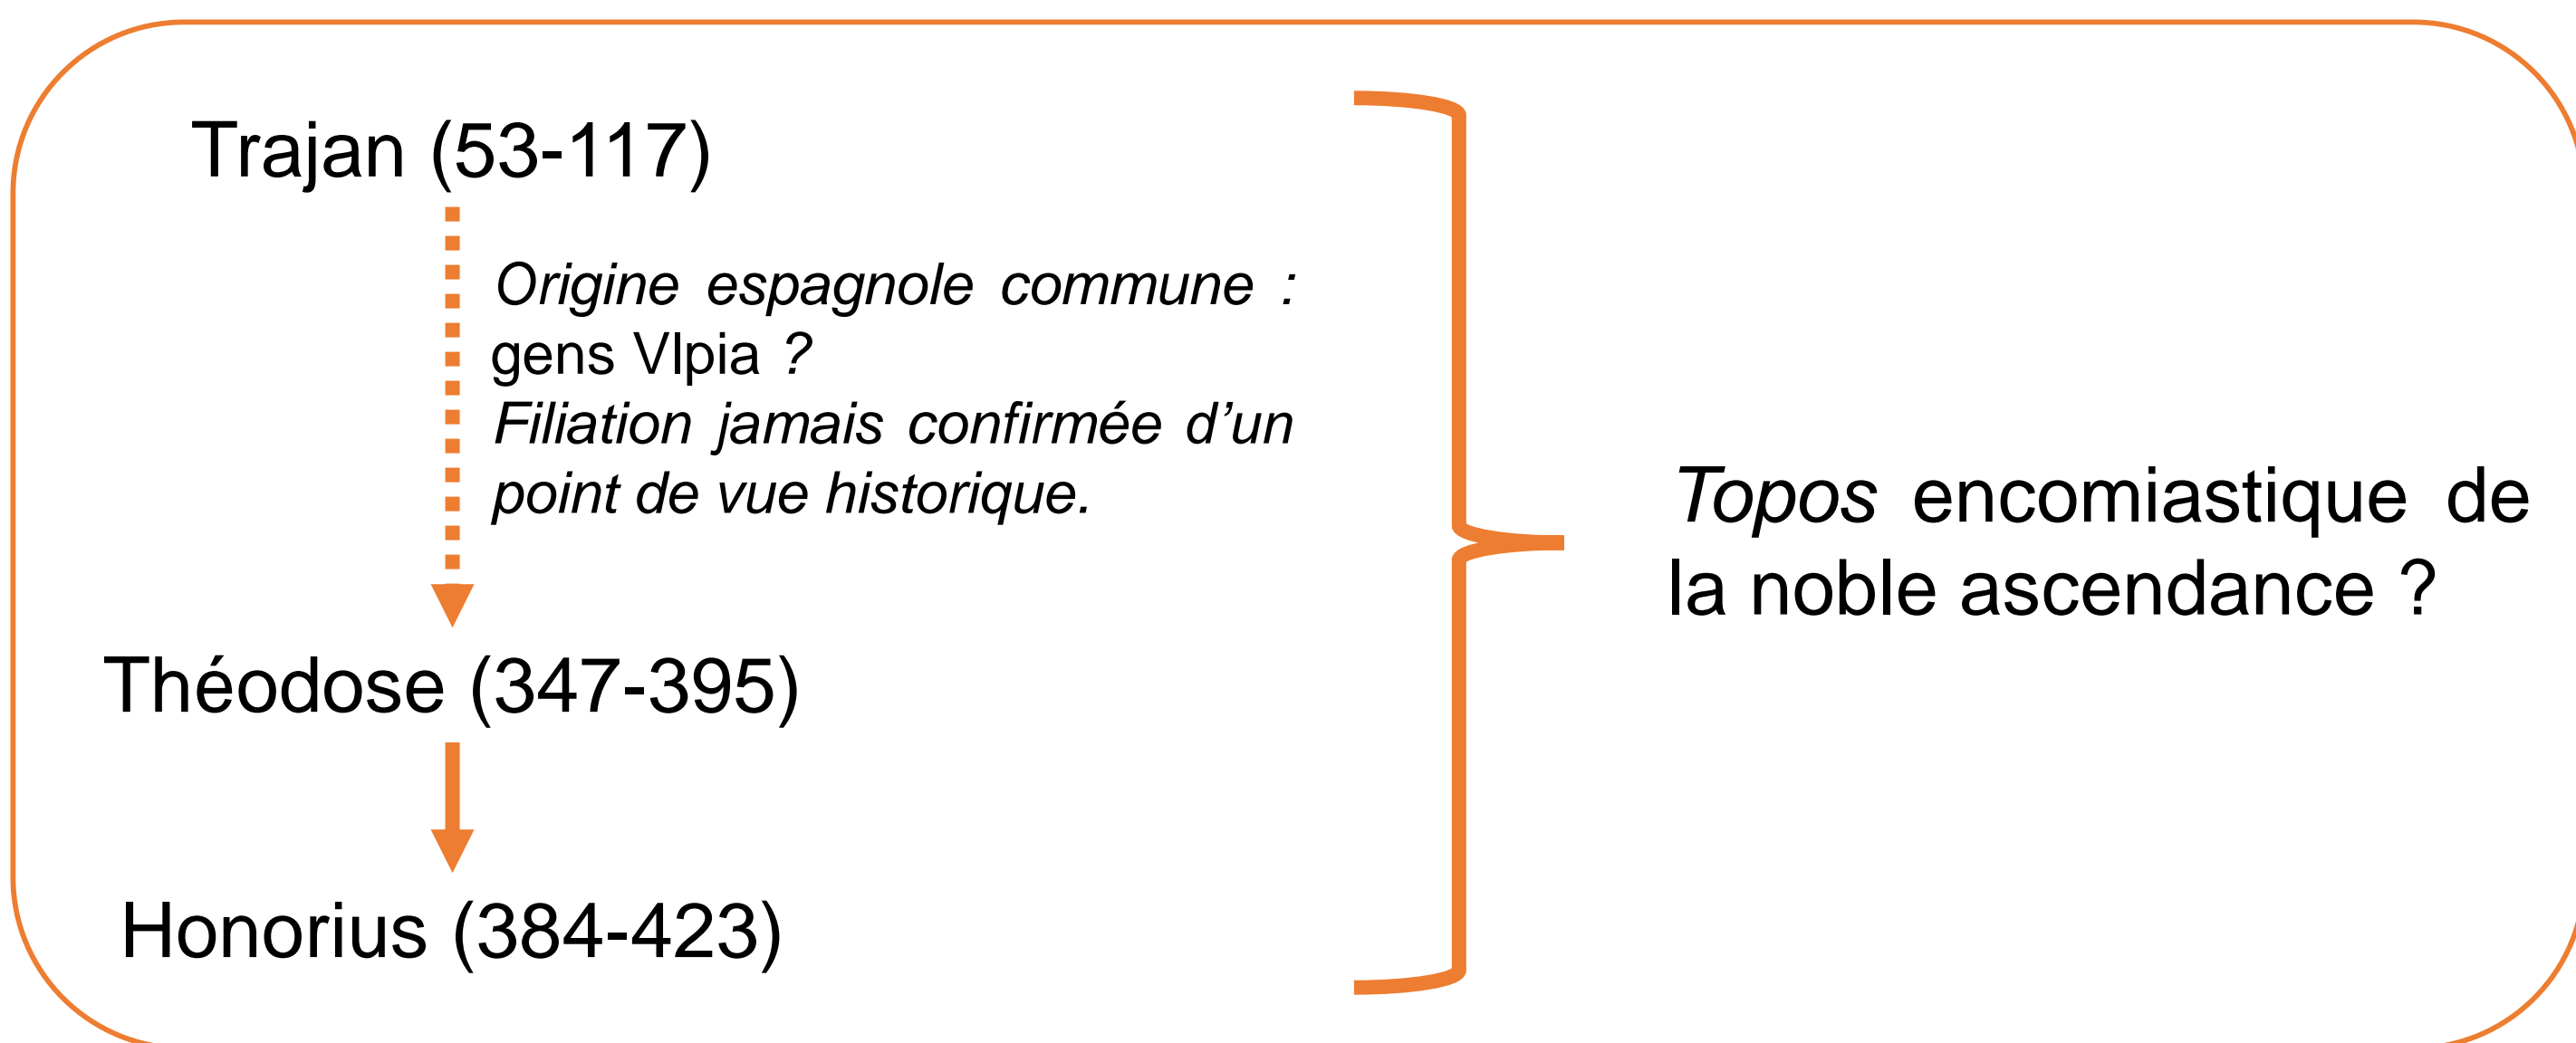 Trajan (53-117)
Origine espagnole commune :
gens Vlpia ?
Filiation jamais confirmée d’un
point de vue historique.
Théodose (347-395)
Honorius (384-423)
Topos encomiastique de
la noble ascendance ?